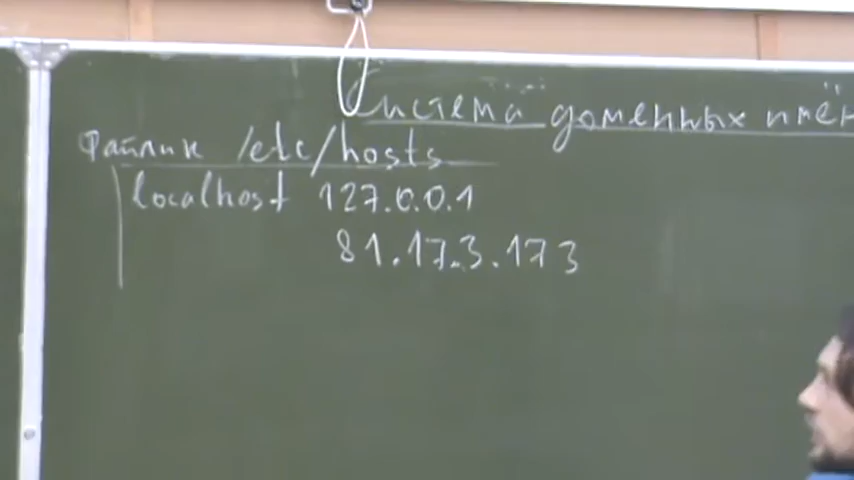 Система доменных имён
Файлик /etc/hosts
localhost 127.0.0.1
81.17.3.173